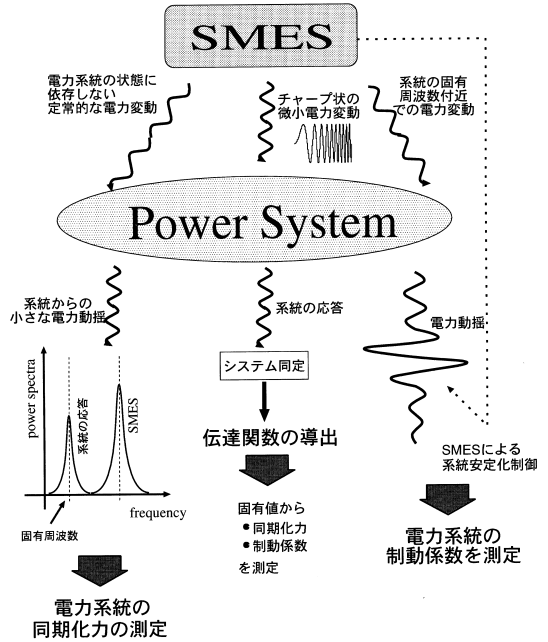 SMES
電力系統の状態に
依存しない
定常的な電力変動
チャープ状の
微小電力変動
系統の固有
周波数付近
での電力変動
Power System
系統からの
小さな電力動揺
系統の応答
電力動揺
power spectra
系統の応答
SMES
frequency
固有周波数
システム同定
伝達関数の導出
固有値から
● 同期化力
● 制動係数
を測定
SMESによる
系統安定化制御
電力系統の
制動係数を測定
電力系統の
同期化力の測定